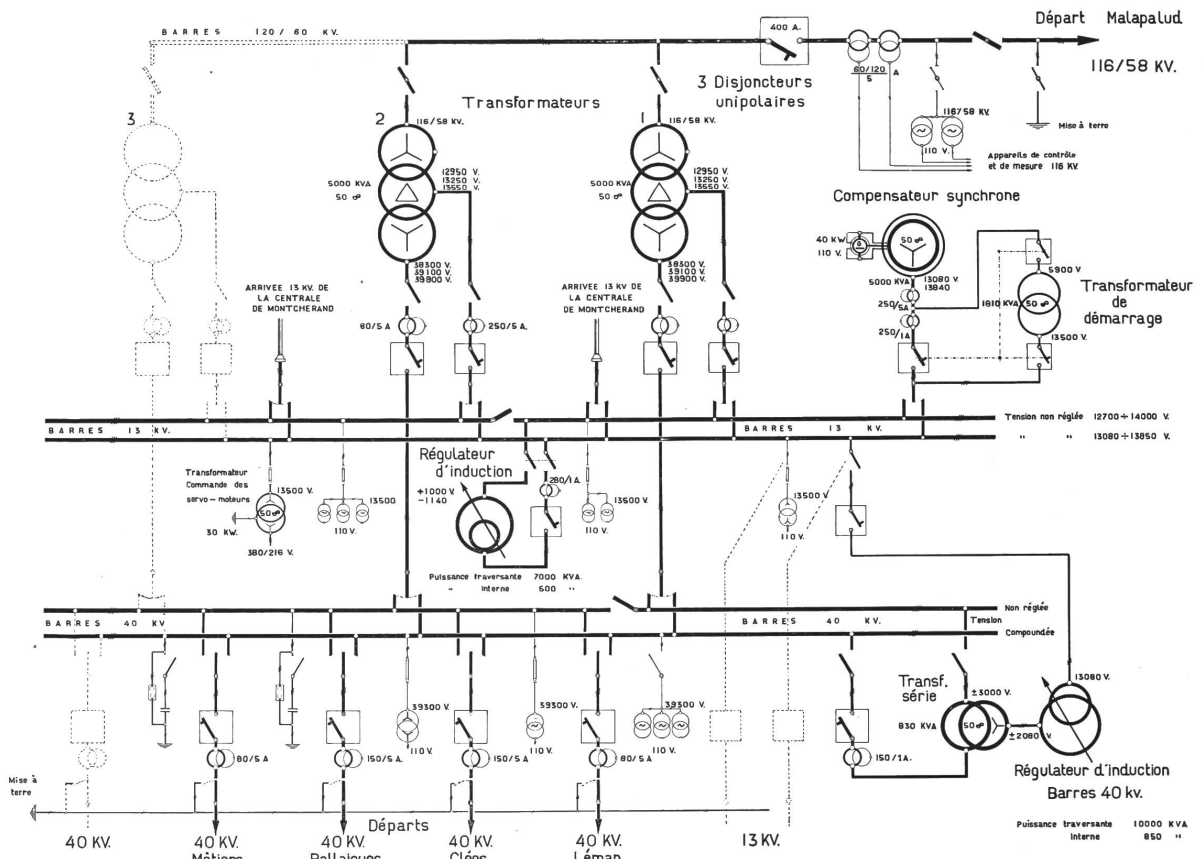 BARRES 120/60 KV.
400 A.
Départ Malapalud
116/58 KV.
60/120 A
5
3 Disjoncteurs
unipolaires
Transformateurs
3
2
1
116/58 KV.
116/58 KV.
116/58 KV.
110 V.
Mise à terre
Appareils de contrôle
et de mesure 116 KV.
5000 KVA
50
12950 V.
13250 V.
13550 V.
5000 KVA
50
12950 V.
13250 V.
13550 V.
38300 V.
39100 V.
39900 V.
38300 V.
39100 V.
39900 V.
Compensateur synchrone
40 KW
110 V.
50
5000 KVA
13080 V.
13840
250/5A
250/1A
5900 V
1810 KVA
50
13500 V.
Transformateur
de
démarrage
ARRIVÉE 13 KV. DE
LA CENTRALE
DE MONTCHERAND
ARRIVÉE 13 KV DE
LA CENTRALE
DE MONTCHERAND
80/5 A
250/5 A.
BARRES 13 KV.
BARRES 13 KV.
Tension non réglée 12700÷14000 V.
" " 13080÷13850 V.
Transformateur
Commande des
servo-moteurs
13500 V.
50
30 KW.
380/216 V.
13500.
110 V.
Régulateur
d'induction
+1000 V.
-1140
280/1A
Puissance traversante 7000 KVA.
" interne 500 "
13500 V.
110 V.
13500 V.
110 V.
BARRES 40 KV
BARRES 40 KV.
Non réglée
Tension
Compoundée
39300 V.
110 V.
39300 V.
110 V.
39300 V.
110 V.
80/5 A
150/5 A.
150/5 A.
80/5 A
Transf.
série
830 KVA
50
±3000 V.
±2080 V.
13080 V.
150/1A.
Régulateur d'induction
Barres 40 kv.
Puissance traversante 10000 KVA
Interne 850 "
Mise à
terre
Départs
40 KV.
40 KV.
40 KV.
40 KV.
40 KV.
13 KV.
Môtiers
Ballaigues
Clées
Léman